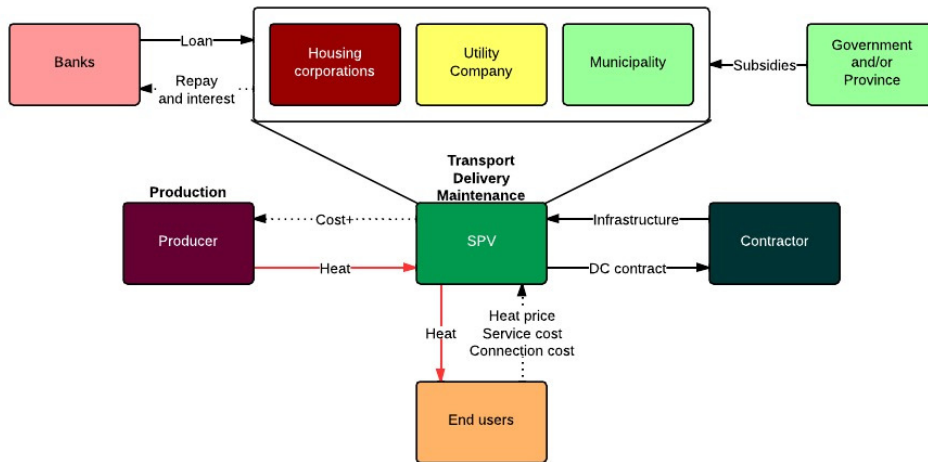 Banks
Loan
Repay
and interest
Housing
corporations
Utility
Company
Municipality
Subsidies
Government
and/or
Province
Transport
Delivery
Maintenance
Production
Producer
Cost+
Heat
SPV
Infrastructure
DC contract
Contractor
Heat
Heat price
Service cost
Connection cost
End users